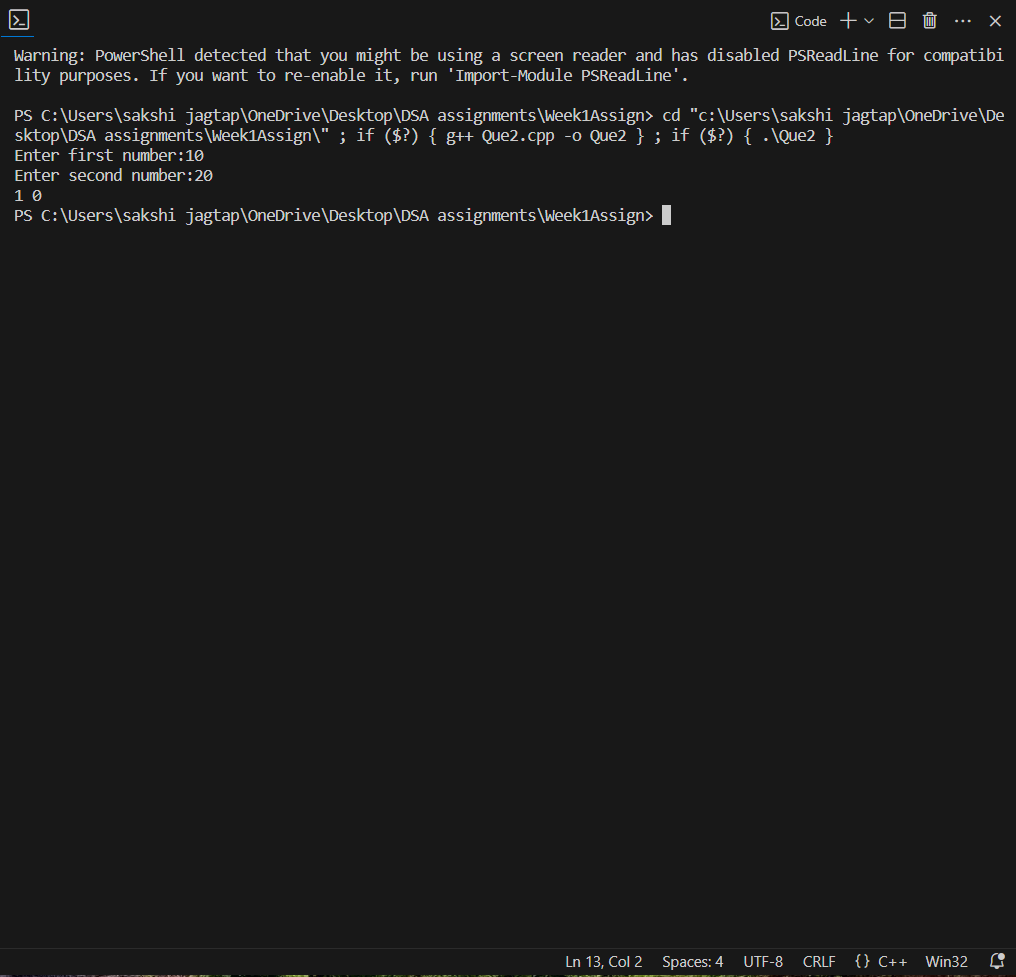 Code
Warning: PowerShell detected that you might be using a screen reader and has disabled PSReadLine for compatibi
lity purposes. If you want to re-enable it, run 'Import-Module PSReadLine'.
PS C:\Users\sakshi jagtap\OneDrive\Desktop\DSA assignments\Week1Assign> cd "c:\Users\sakshi jagtap\OneDrive\De
sktop\DSA assignments\Week1Assign\" ; if ($?) { g++ Que2.cpp -o Que2 } ; if ($?) { .\Que2 }
Enter first number:10
Enter second number:20
1 0
PS C:\Users\sakshi jagtap\OneDrive\Desktop\DSA assignments\Week1Assign>
Ln 13, Col 2 Spaces: 4 UTF-8 CRLF {} C++ Win32